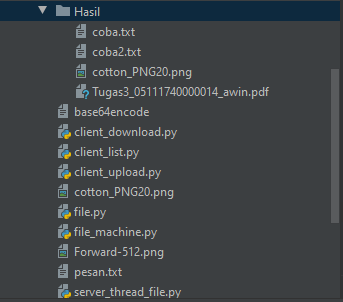 Hasil
coba.txt
coba2.txt
cotton_PNG20.png
Tugas3_05111740000014_awin.pdf
base64encode
client_download.py
client_list.py
client_upload.py
cotton_PNG20.png
file.py
file_machine.py
Forward-512.png
pesan.txt
server_thread_file.py